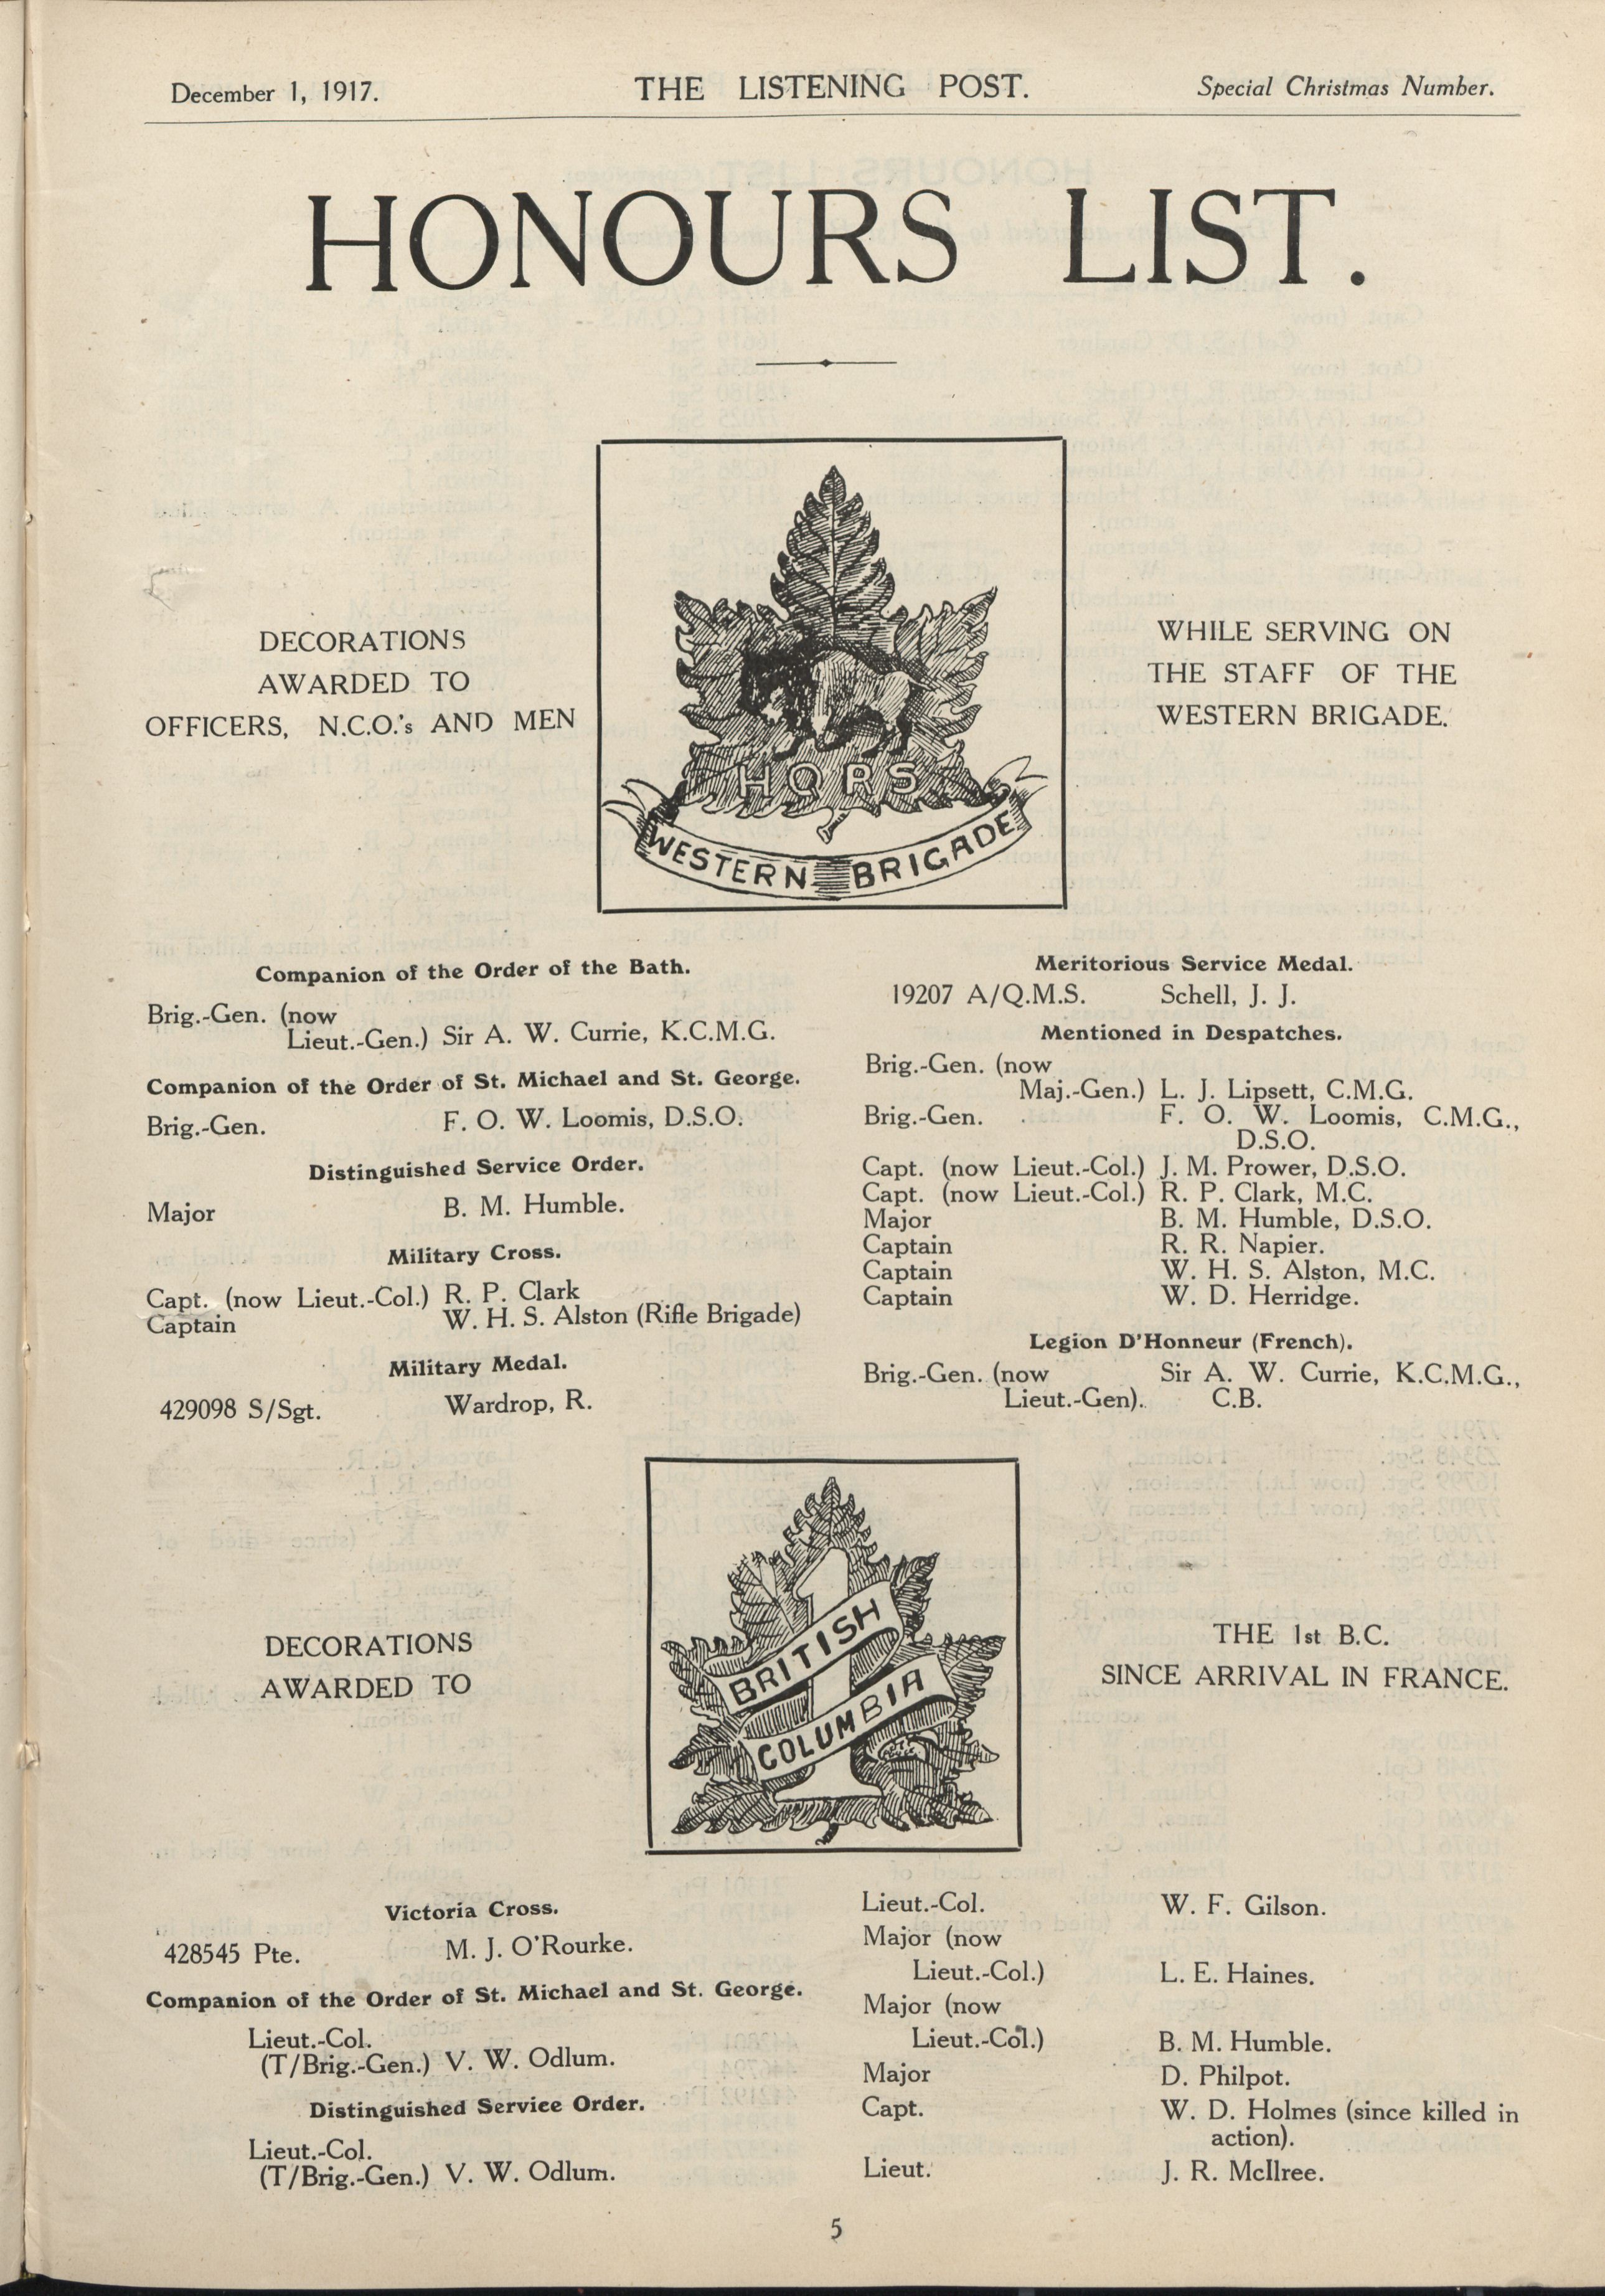 December 1, 1917. THE LISTENING POST. Special Christmas Number.
HONOURS LIST.
DECORATIONS
AWARDED TO
OFFICERS, N.C.O.'s AND MEN
HQRS
WESTERN BRIGADE
WHILE SERVING ON
THE STAFF OF THE
WESTERN BRIGADE.
Companion of the Order of the Bath.
Brig.-Gen. (now
Lieut.-Gen.) Sir A. W. Currie, K.C.M.G.
Companion of the Order of St. Michael and St. George.
Brig.-Gen. F. O. W. Loomis, D.S.O.
Distinguished Service Order.
Major B. M. Humble.
Military Cross.
Capt. (now Lieut.-Col.) R. P. Clark
Captain W. H. S. Alston (Rifle Brigade)
Military Medal.
429098 S/Sgt. Wardrop, R.
Meritorious Service Medal.
19207 A/Q.M.S. Schell, J. J.
Mentioned in Despatches.
Brig.-Gen. (now
Maj.-Gen.) L. J. Lipsett, C.M.G.
Brig.-Gen. F. O. W. Loomis, C.M.G.,
D.S.O.
Capt. (now Lieut.-Col.) J. M. Prower, D.S.O.
Capt. (now Lieut.-Col.) R. P. Clark, M.C.
Major B. M. Humble, D.S.O.
Captain R. R. Napier.
Captain W. H. S. Alston, M.C.
Captain W. D. Herridge.
Legion D'Honneur (French).
Brig.-Gen. (now Sir A. W. Currie, K.C.M.G.,
Lieut.-Gen). C.B.
DECORATIONS
AWARDED TO
BRITISH
COLUMBIA
THE 1st B.C.
SINCE ARRIVAL IN FRANCE.
Victoria Cross.
428545 Pte. M. J. O'Rourke.
Companion of the Order of St. Michael and St. George.
Lieut.-Col.
(T/Brig.-Gen.) V. W. Odlum.
Distinguished Service Order.
Lieut.-Col.
(T/Brig.-Gen.) V. W. Odlum.
Lieut.-Col. W. F. Gilson.
Major (now
Lieut.-Col.) L. E. Haines.
Major (now
Lieut.-Col.) B. M. Humble.
Major D. Philpot.
Capt. W. D. Holmes (since killed in
action).
Lieut. J. R. McIlree.
5